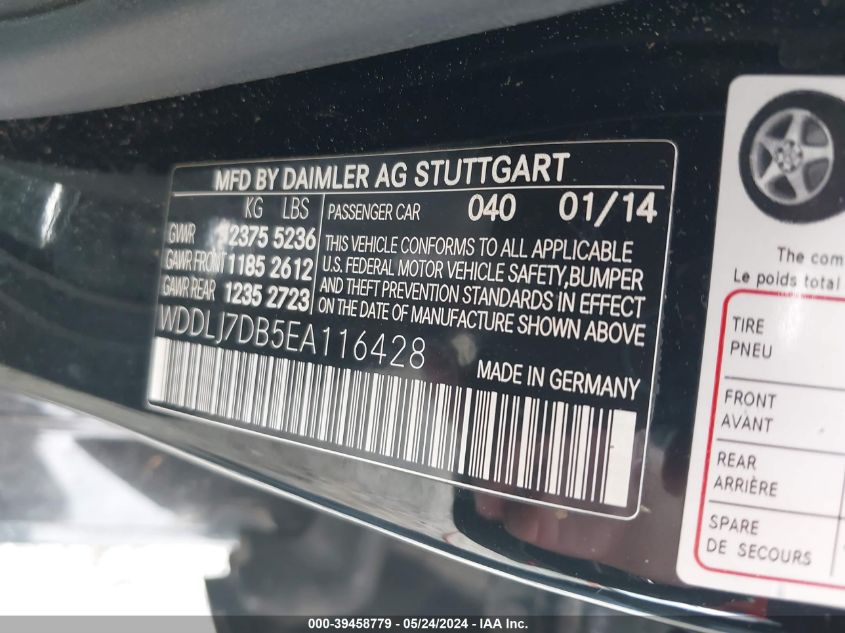 MFD BY DAIMLER AG STUTTGART
KG LBS
PASSENGER CAR 040 01/14
GVWR 2375 5236
GAWR FRONT 1185 2612
GAWR REAR 1235 2723
THIS VEHICLE CONFORMS TO ALL APPLICABLE
U.S. FEDERAL MOTOR VEHICLE SAFETY,BUMPER
AND THEFT PREVENTION STANDARDS IN EFFECT
ON THE DATE OF MANUFACTURE SHOWN ABOVE
WDDLJ7DB5EA116428
MADE IN GERMANY
The com
Le poids total
TIRE
PNEU
FRONT
AVANT
REAR
ARRIÈRE
SPARE
DE SECOURS
000-39458779 - 05/24/2024 - IAA Inc.